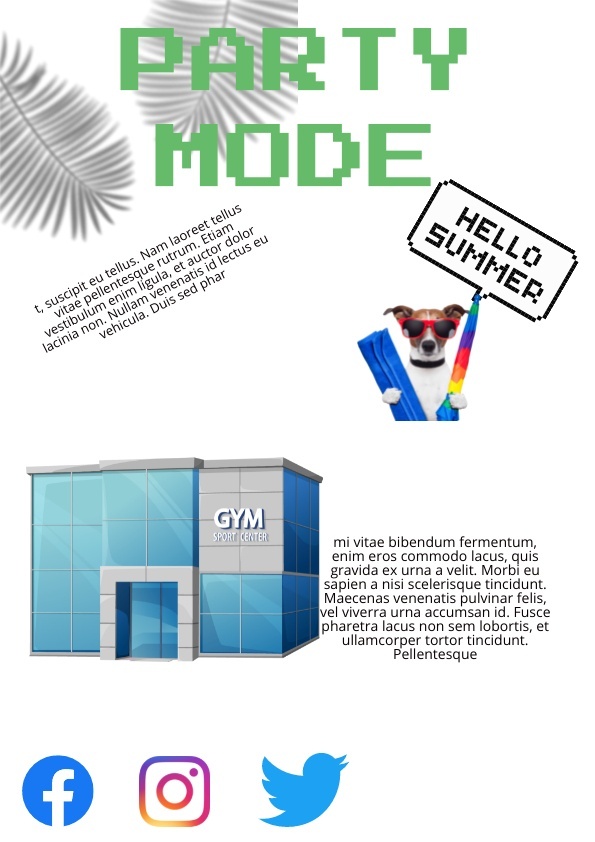 PARTY
MODE
HELLO
SUMMER
t, suscipit eu tellus. Nam laoreet tellus
vitae pellentesque rutrum. Etiam
vestibulum enim ligula, et auctor dolor
lacinia non. Nullam venenatis id lectus eu
vehicula. Duis sed phar
GYM
SPORT CENTER
mi vitae bibendum fermentum,
enim eros commodo lacus, quis
gravida ex urna a velit. Morbi eu
sapien a nisi scelerisque tincidunt.
Maecenas venenatis pulvinar felis,
vel viverra urna accumsan id. Fusce
pharetra lacus non sem lobortis, et
ullamcorper tortor tincidunt.
Pellentesque